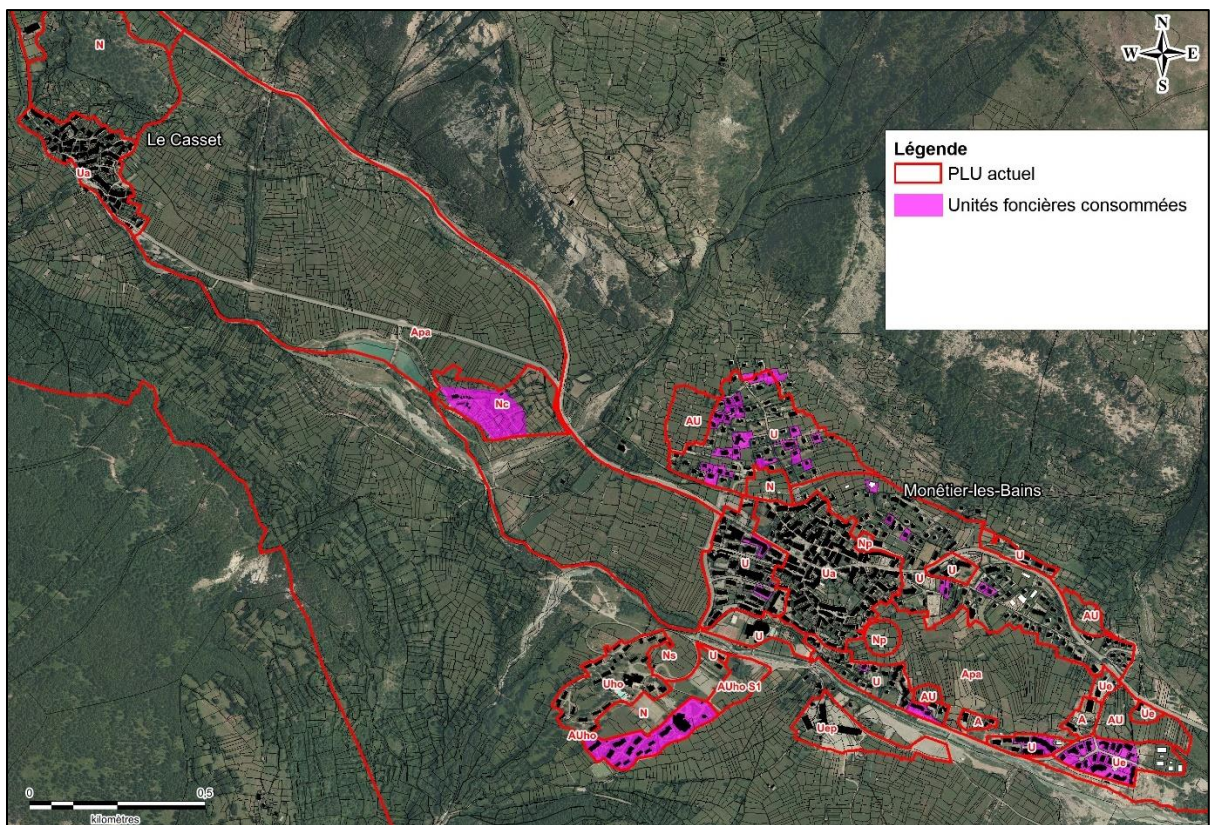 N
W
E
S
N
Le Casset
Ua
Légende
PLU actuel
Unités foncières consommées
Apa
Nc
AU
U
N
Monêtier-les-Bains
Np
U
Ua
U
U
U
AU
Np
U
Ns
U
Uho
AUho S1
N
AUho
Uep
U
AU
A
Apa
Ue
A
AU
Ue
U
Ue
0
0,5
kilomètres